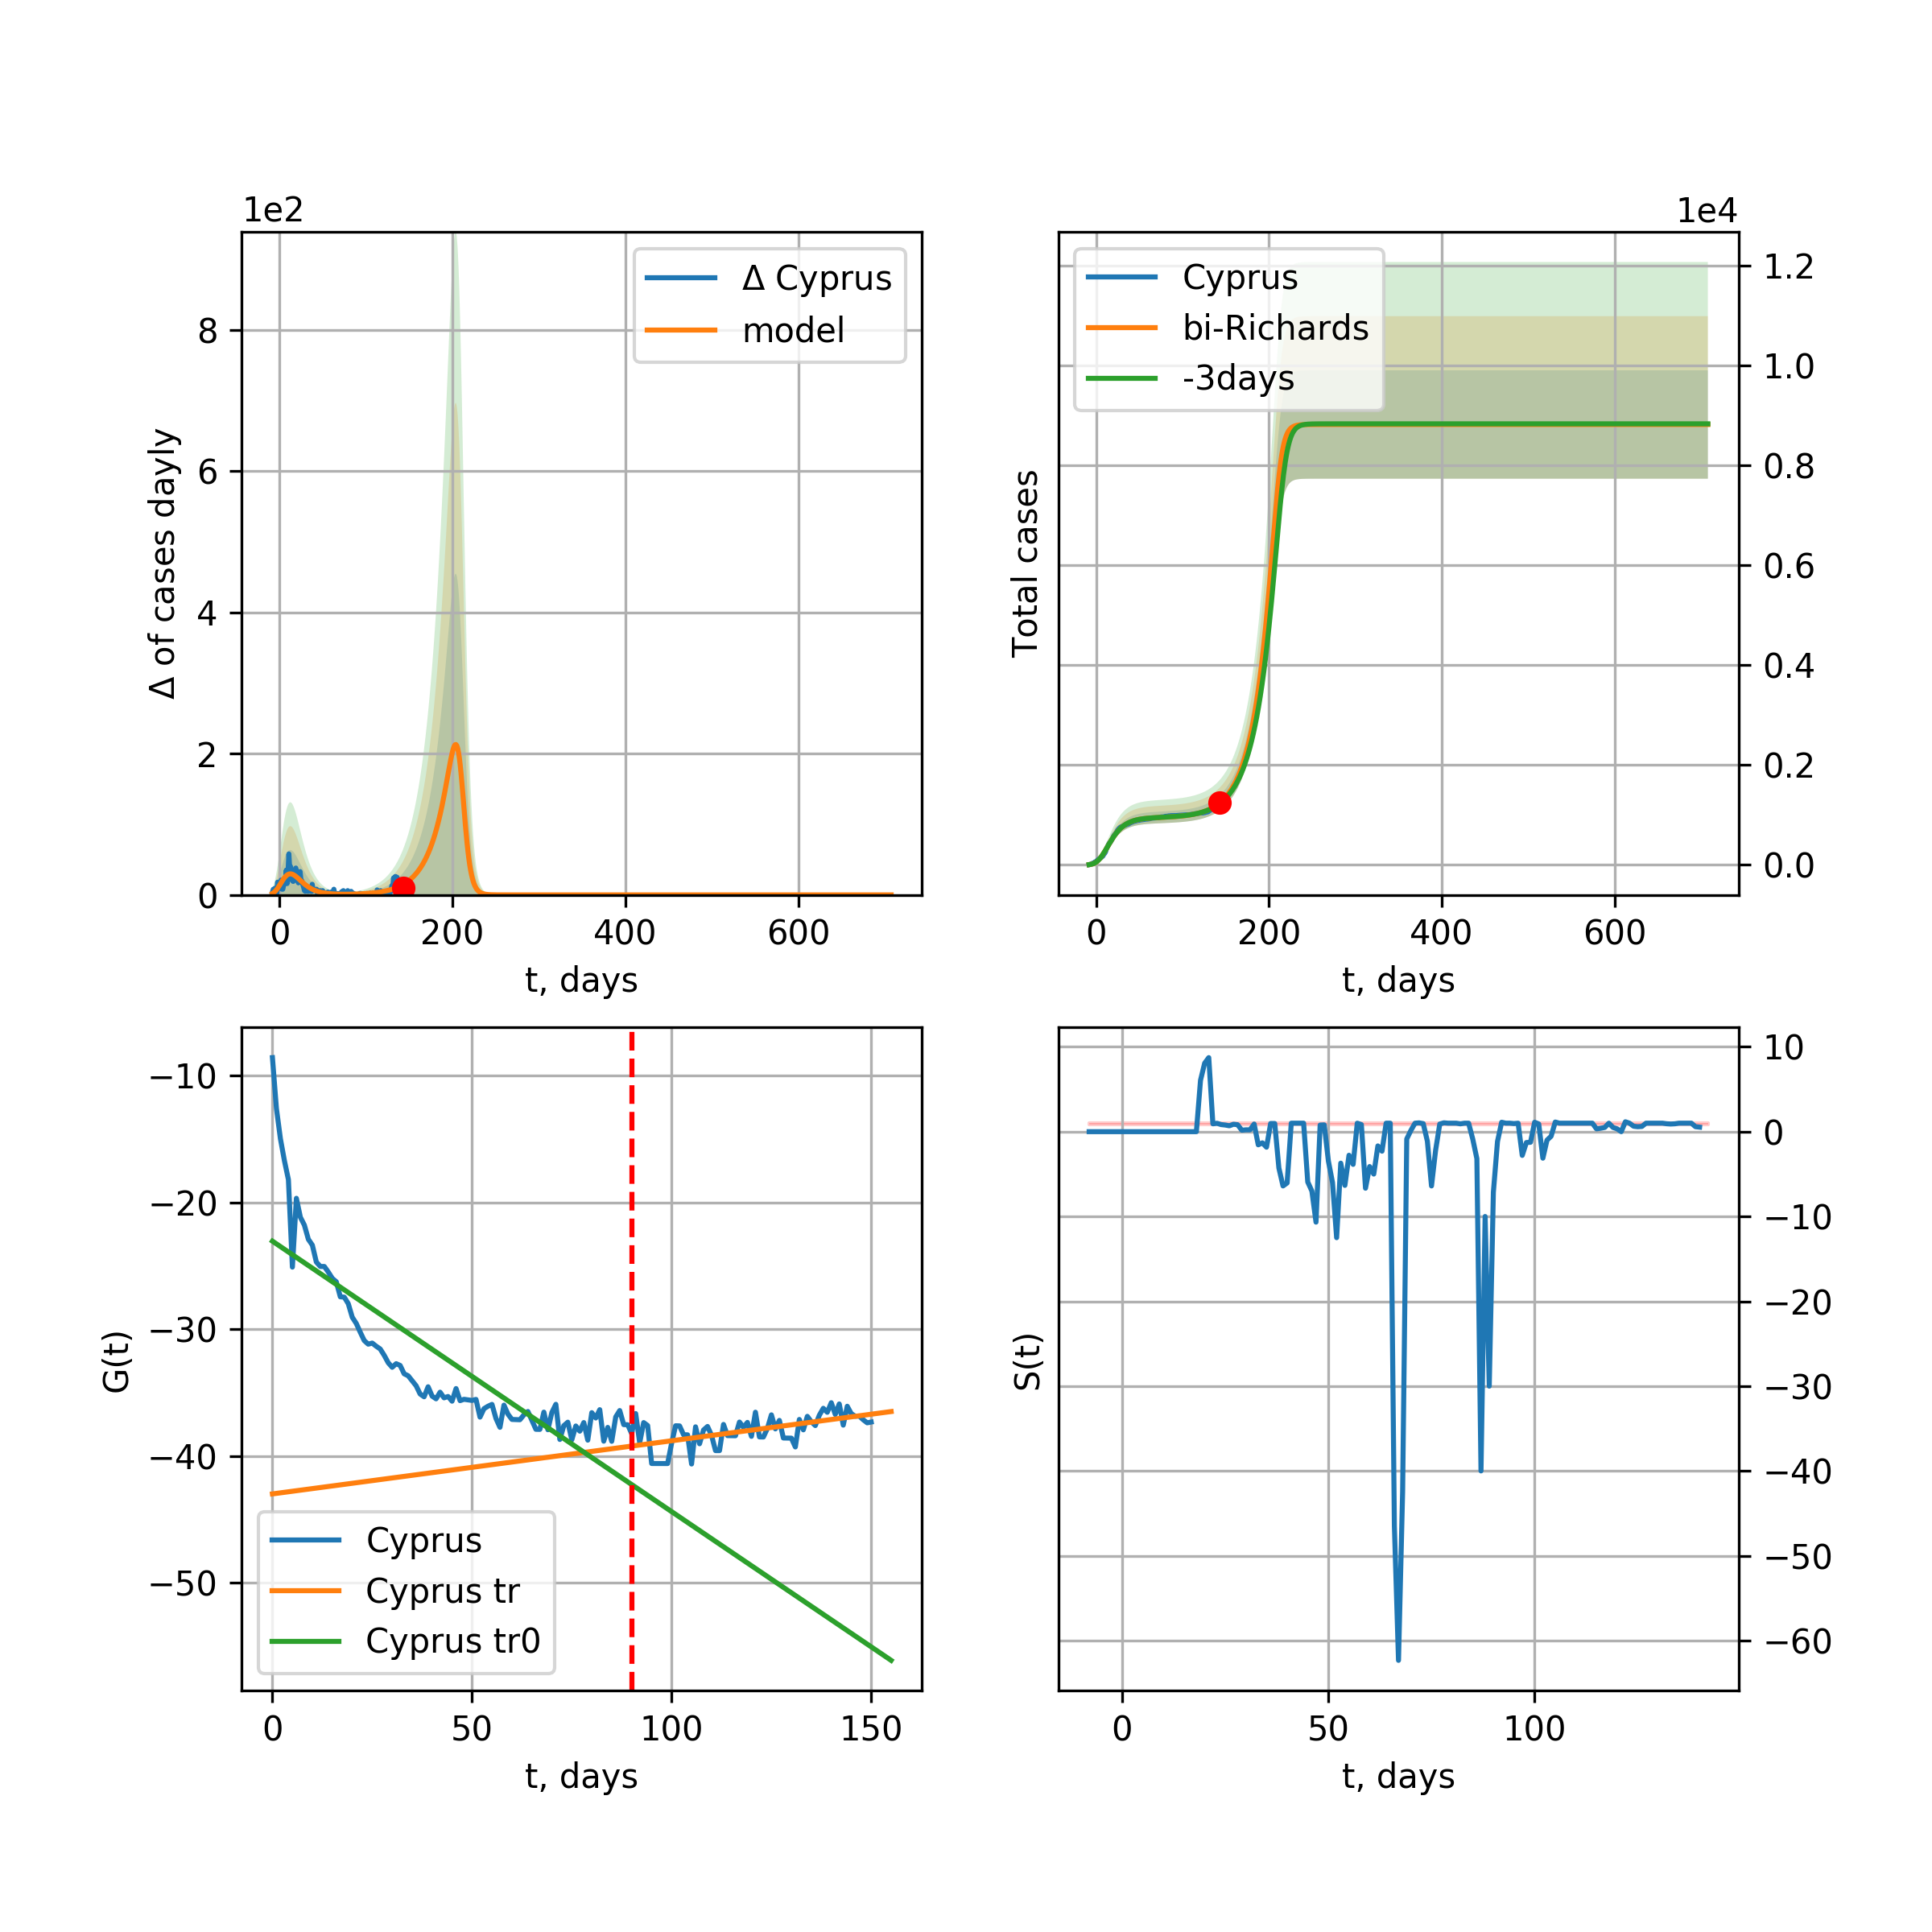 1e2
Δ of cases dayly
8
6
4
2
0
0 200 400 600
t, days
Δ Cyprus
model
1e4
Total cases
1.2
1.0
0.8
0.6
0.4
0.2
0.0
0 200 400 600
t, days
Cyprus
bi-Richards
-3days
G(t)
−10
−20
−30
−40
−50
0 50 100 150
t, days
Cyprus
Cyprus tr
Cyprus tr0
S(t)
10
0
−10
−20
−30
−40
−50
−60
0 50 100
t, days